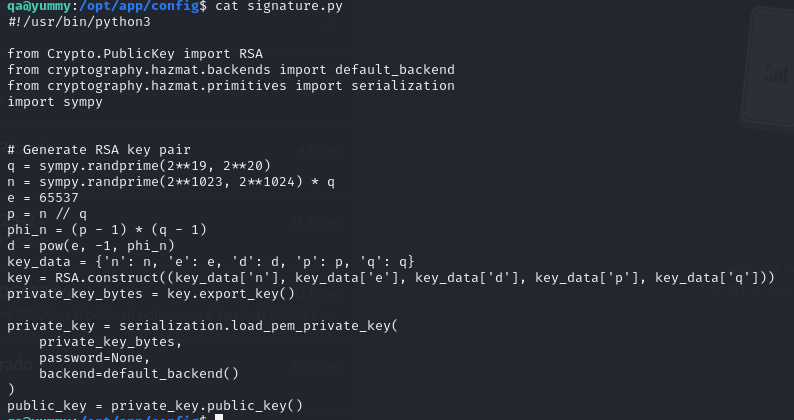 qa@yummy:/opt/app/config$ cat signature.py
#!/usr/bin/python3
from Crypto.PublicKey import RSA
from cryptography.hazmat.backends import default_backend
from cryptography.hazmat.primitives import serialization
import sympy
# Generate RSA key pair
q = sympy.randprime(2**19, 2**20)
n = sympy.randprime(2**1023, 2**1024) * q
e = 65537
p = n // q
phi_n = (p - 1) * (q - 1)
d = pow(e, -1, phi_n)
key_data = {'n': n, 'e': e, 'd': d, 'p': p, 'q': q}
key = RSA.construct((key_data['n'], key_data['e'], key_data['d'], key_data['p'], key_data['q']))
private_key_bytes = key.export_key()
private_key = serialization.load_pem_private_key(
    private_key_bytes,
    password=None,
    backend=default_backend()
)
public_key = private_key.public_key()
qa@yummy:/opt/app/config$